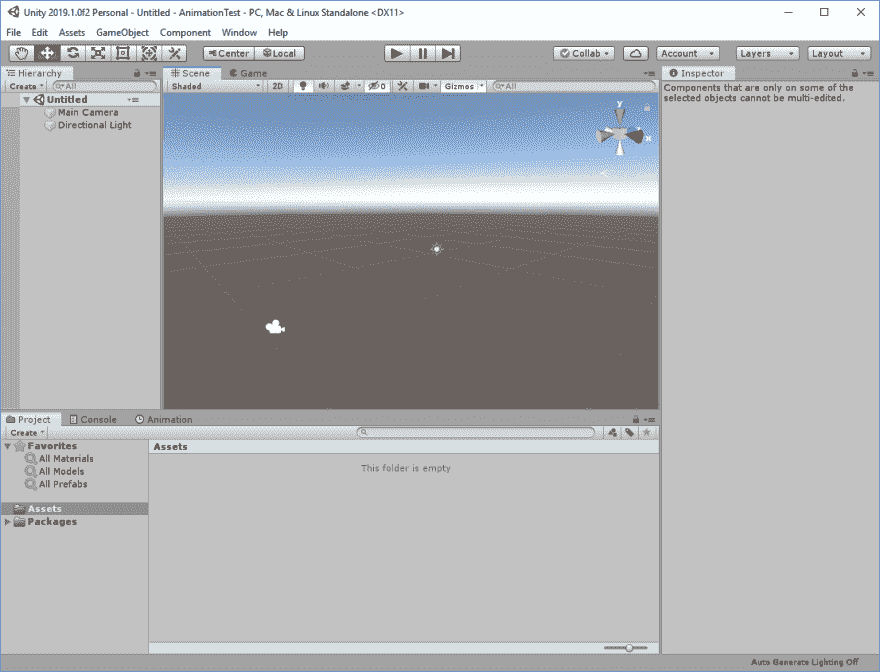 Unity 2019.1.0f2 Personal - Untitled - AnimationTest - PC, Mac & Linux Standalone <DX11>
File Edit Assets GameObject Component Window Help
Center Local Collab Account Layers Layout
Hierarchy
Create All
Untitled
Main Camera
Directional Light
Scene Game
Shaded 2D 0 Gizmos All
y
x
Inspector
Components that are only on some of the
selected objects cannot be multi-edited.
Project Console Animation
Create
Favorites
All Materials
All Models
All Prefabs
Assets
Packages
Assets
This folder is empty
Auto Generate Lighting Off